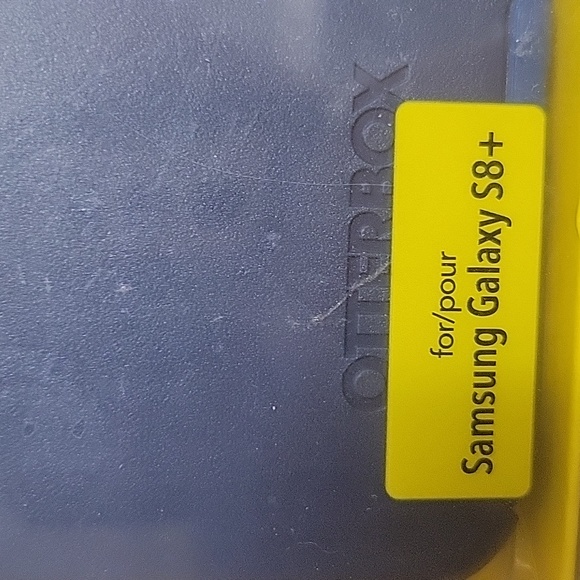 OTTERBOX
for/pour
Samsung Galaxy S8+